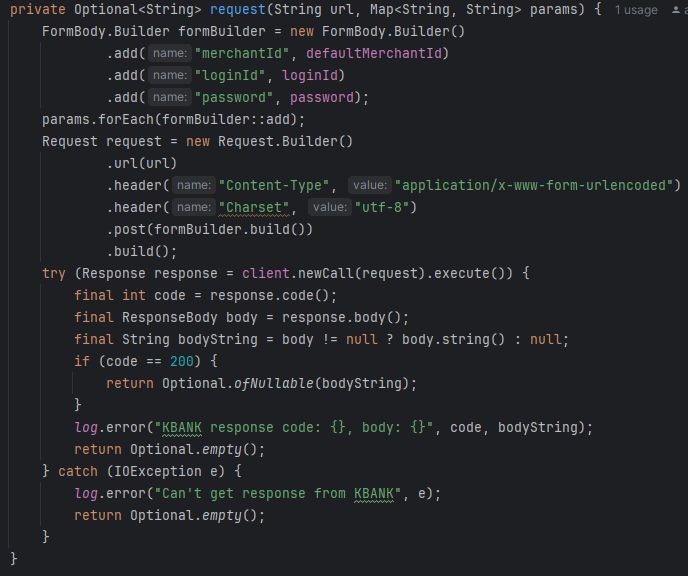 private Optional<String> request(String url, Map<String, String> params) { 1 usage
FormBody.Builder formBuilder = new FormBody.Builder()
.add( name: "merchantId", defaultMerchantId)
.add( name: "loginId", loginId)
.add( name: "password", password);
params.forEach(formBuilder::add);
Request request = new Request.Builder()
.url(url)
.header( name: "Content-Type", value: "application/x-www-form-urlencoded")
.header( name: "Charset", value: "utf-8")
.post(formBuilder.build())
.build();
try (Response response = client.newCall(request).execute()) {
final int code = response.code();
final ResponseBody body = response.body();
final String bodyString = body != null ? body.string() : null;
if (code == 200) {
return Optional.ofNullable(bodyString);
}
log.error("KBANK response code: {}, body: {}", code, bodyString);
return Optional.empty();
} catch (IOException e) {
log.error("Can't get response from KBANK", e);
return Optional.empty();
}
}